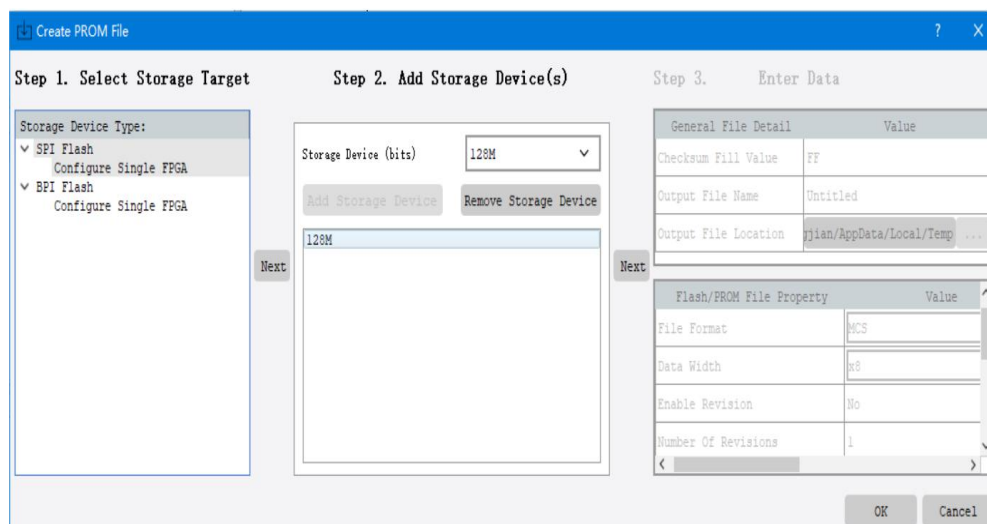 Create PROM File
? X
Step 1. Select Storage Target
Storage Device Type:
SPI Flash
Configure Single FPGA
BPI Flash
Configure Single FPGA
Next
Step 2. Add Storage Device(s)
Storage Device (bits) 128M
Add Storage Device Remove Storage Device
128M
Next
Step 3. Enter Data
General File Detail Value
Checksum Fill Value FF
Output File Name Untitled
Output File Location gjian/AppData/Local/Temp ...
Flash/PROM File Property Value
File Format MCS
Data Width x8
Enable Revision No
Number Of Revisions 1
OK Cancel